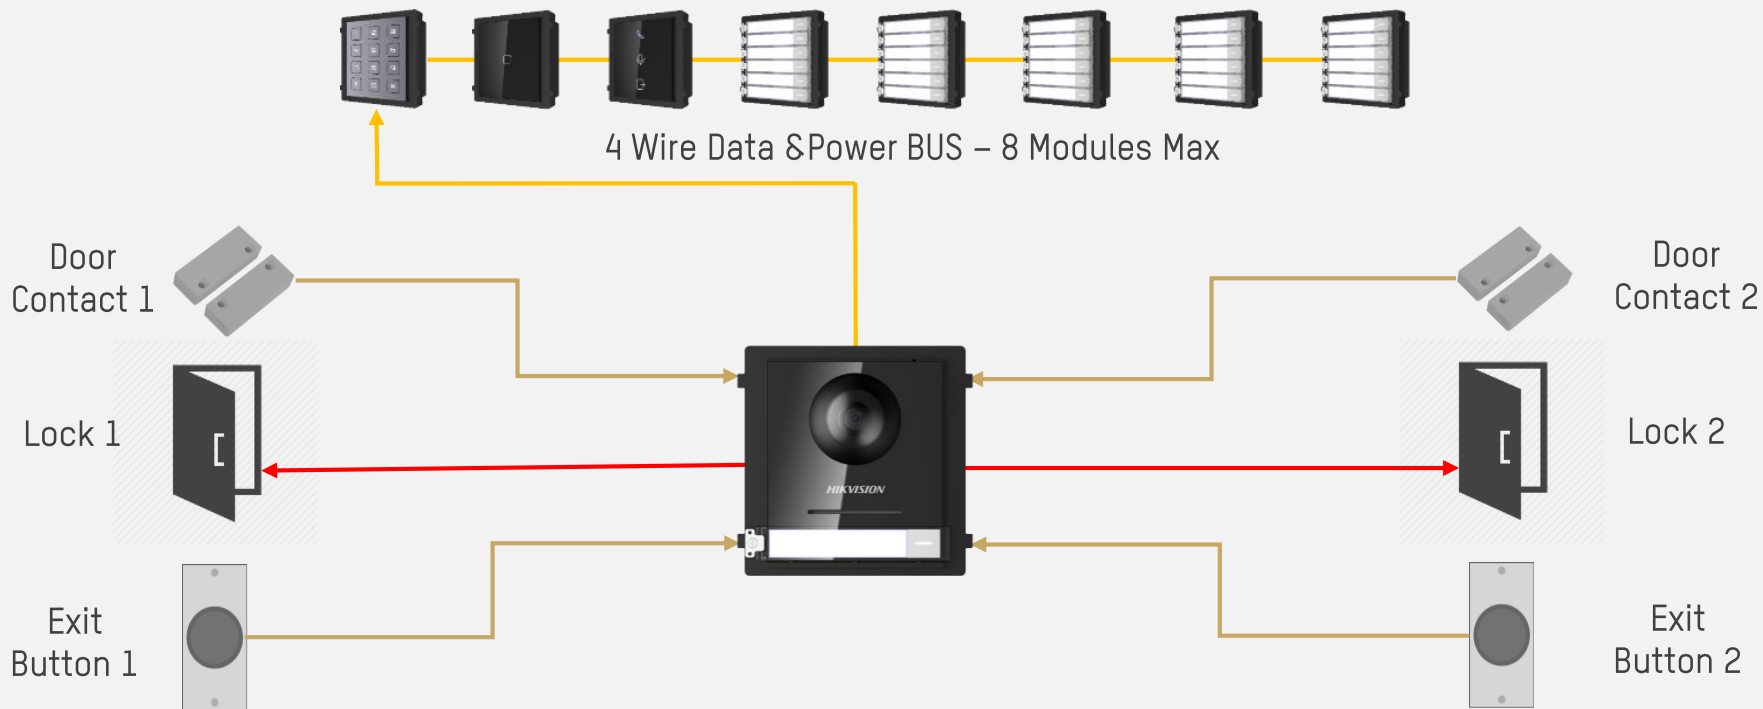 4 Wire Data &Power BUS – 8 Modules Max
Door
Contact 1
Door
Contact 2
Lock 1
Lock 2
HIKVISION
Exit
Button 1
Exit
Button 2